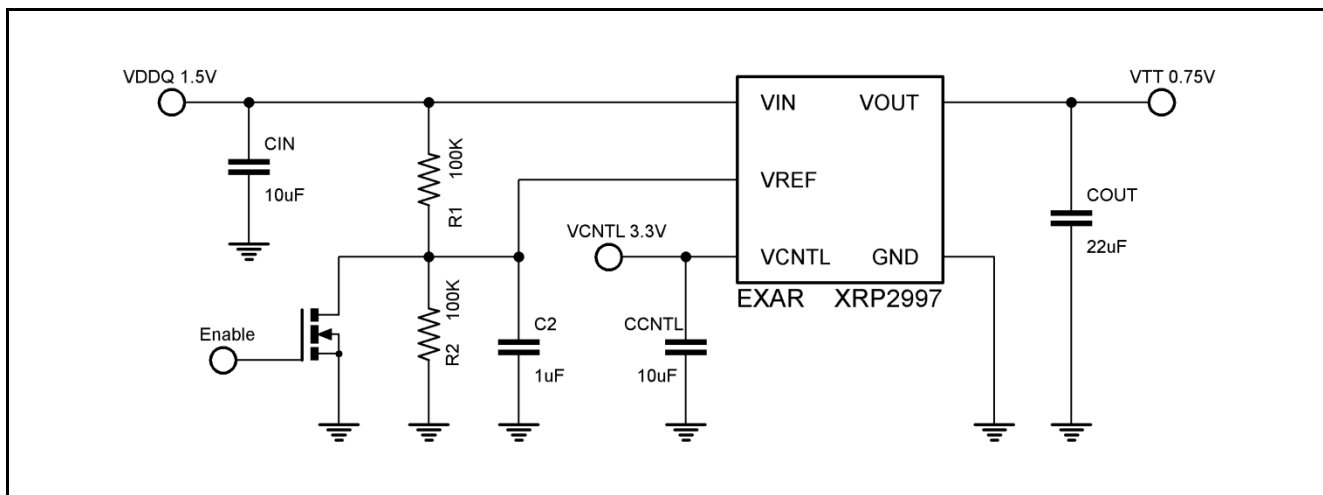 VDDQ 1.5V
VTT 0.75V
VIN
VOUT
CIN
10uF
100K
R1
VREF
COUT
22uF
VCNTL 3.3V
VCNTL
GND
EXAR XRP2997
Enable
100K
R2
C2
1uF
CCNTL
10uF